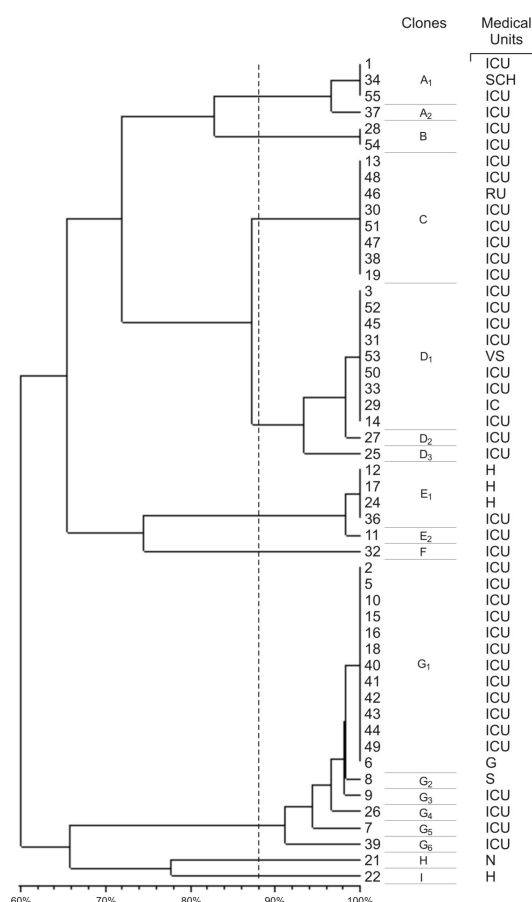 Clones Medical
Units
1 ICU
34 A1 SCH
55 ICU
37 A2 ICU
28 ICU
B
54 ICU
13 ICU
48 ICU
46 RU
30 ICU
C
51 ICU
47 ICU
38 ICU
19 ICU
3 ICU
52 ICU
45 ICU
31 ICU
53 D1 VS
50 ICU
33 ICU
29 IC
14 ICU
27 D2 ICU
25 D3 ICU
12 H
17 H
E1
24 H
36 ICU
11 E2 ICU
32 F ICU
2 ICU
5 ICU
10 ICU
15 ICU
16 ICU
18 ICU
40 G1 ICU
41 ICU
42 ICU
43 ICU
44 ICU
49 ICU
6 G
8 G2 S
9 G3 ICU
26 G4 ICU
7 G5 ICU
39 G6 ICU
21 H N
22 I H
60% 70% 80% 90% 100%